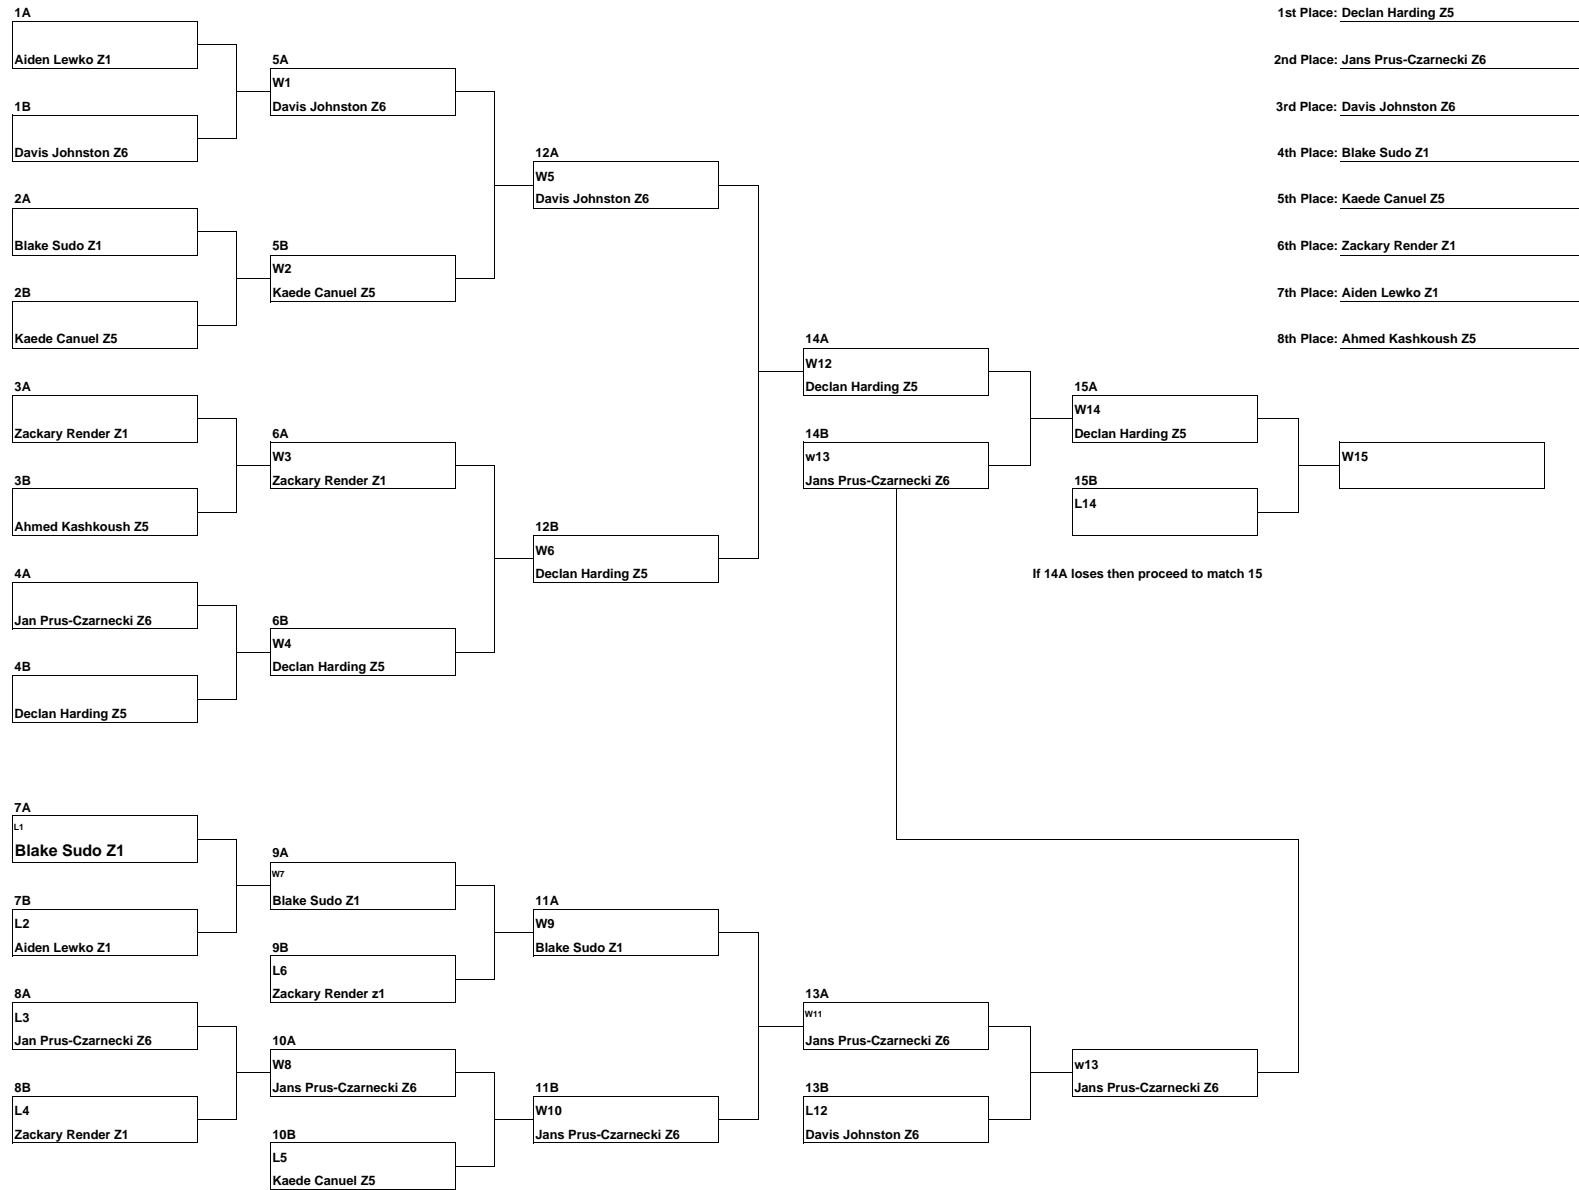 1A
Aiden Lewko Z1
1B
Davis Johnston Z6
2A
Blake Sudo Z1
2B
Kaede Canuel Z5
3A
Zackary Render Z1
3B
Ahmed Kashkoush Z5
4A
Jan Prus-Czarnecki Z6
4B
Declan Harding Z5
5A
W1
Davis Johnston Z6
5B
W2
Kaede Canuel Z5
6A
W3
Zackary Render Z1
6B
W4
Declan Harding Z5
12A
W5
Davis Johnston Z6
12B
W6
Declan Harding Z5
14A
W12
Declan Harding Z5
14B
w13
Jans Prus-Czarnecki Z6
15A
W14
Declan Harding Z5
15B
L14
W15
If 14A loses then proceed to match 15
1st Place: Declan Harding Z5
2nd Place: Jans Prus-Czarnecki Z6
3rd Place: Davis Johnston Z6
4th Place: Blake Sudo Z1
5th Place: Kaede Canuel Z5
6th Place: Zackary Render Z1
7th Place: Aiden Lewko Z1
8th Place: Ahmed Kashkoush Z5
7A
L1
Blake Sudo Z1
7B
L2
Aiden Lewko Z1
8A
L3
Jan Prus-Czarnecki Z6
8B
L4
Zackary Render Z1
9A
W7
Blake Sudo Z1
9B
L6
Zackary Render z1
10A
W8
Jans Prus-Czarnecki Z6
10B
L5
Kaede Canuel Z5
11A
W9
Blake Sudo Z1
11B
W10
Jans Prus-Czarnecki Z6
13A
W11
Jans Prus-Czarnecki Z6
13B
L12
Davis Johnston Z6
w13
Jans Prus-Czarnecki Z6